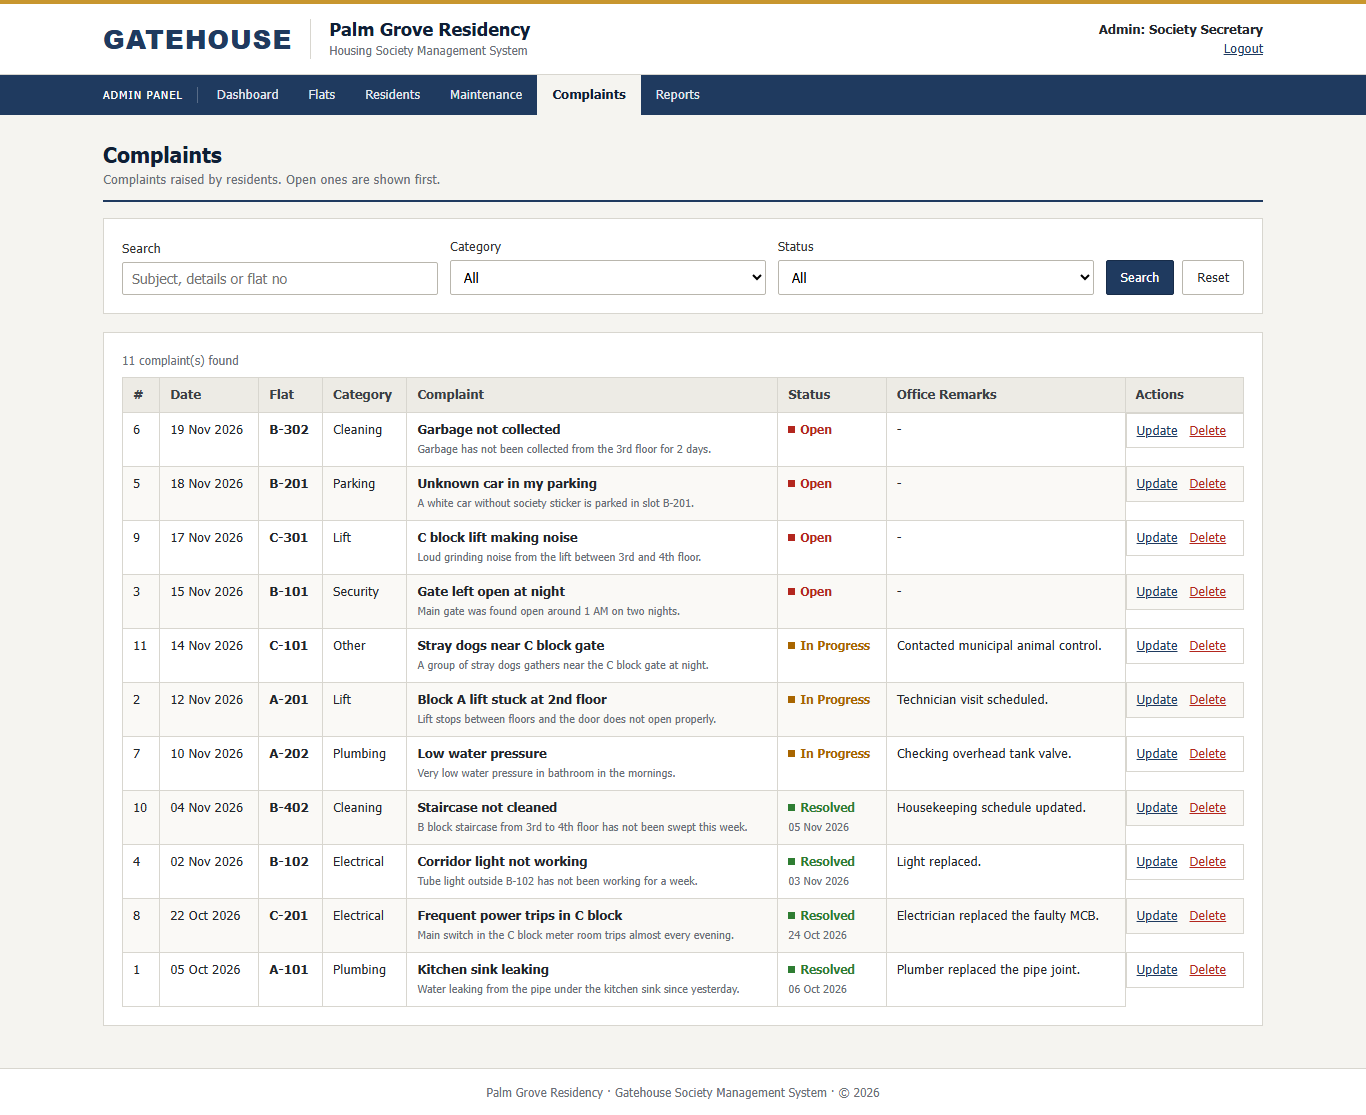 GATEHOUSE
Palm Grove Residency
Housing Society Management System
Admin: Society Secretary
Logout
ADMIN PANEL Dashboard Flats Residents Maintenance Complaints Reports
Complaints
Complaints raised by residents. Open ones are shown first.
Search Category Status
Subject, details or flat no All All Search Reset
11 complaint(s) found
# Date Flat Category Complaint Status Office Remarks Actions
6 19 Nov 2026 B-302 Cleaning Garbage not collected Open - Update Delete
Garbage has not been collected from the 3rd floor for 2 days.
5 18 Nov 2026 B-201 Parking Unknown car in my parking Open - Update Delete
A white car without society sticker is parked in slot B-201.
9 17 Nov 2026 C-301 Lift C block lift making noise Open - Update Delete
Loud grinding noise from the lift between 3rd and 4th floor.
3 15 Nov 2026 B-101 Security Gate left open at night Open - Update Delete
Main gate was found open around 1 AM on two nights.
11 14 Nov 2026 C-101 Other Stray dogs near C block gate In Progress Contacted municipal animal control. Update Delete
A group of stray dogs gathers near the C block gate at night.
2 12 Nov 2026 A-201 Lift Block A lift stuck at 2nd floor In Progress Technician visit scheduled. Update Delete
Lift stops between floors and the door does not open properly.
7 10 Nov 2026 A-202 Plumbing Low water pressure In Progress Checking overhead tank valve. Update Delete
Very low water pressure in bathroom in the mornings.
10 04 Nov 2026 B-402 Cleaning Staircase not cleaned Resolved Housekeeping schedule updated. Update Delete
B block staircase from 3rd to 4th floor has not been swept this week. 05 Nov 2026
4 02 Nov 2026 B-102 Electrical Corridor light not working Resolved Light replaced. Update Delete
Tube light outside B-102 has not been working for a week. 03 Nov 2026
8 22 Oct 2026 C-201 Electrical Frequent power trips in C block Resolved Electrician replaced the faulty MCB. Update Delete
Main switch in the C block meter room trips almost every evening. 24 Oct 2026
1 05 Oct 2026 A-101 Plumbing Kitchen sink leaking Resolved Plumber replaced the pipe joint. Update Delete
Water leaking from the pipe under the kitchen sink since yesterday. 06 Oct 2026
Palm Grove Residency · Gatehouse Society Management System · © 2026